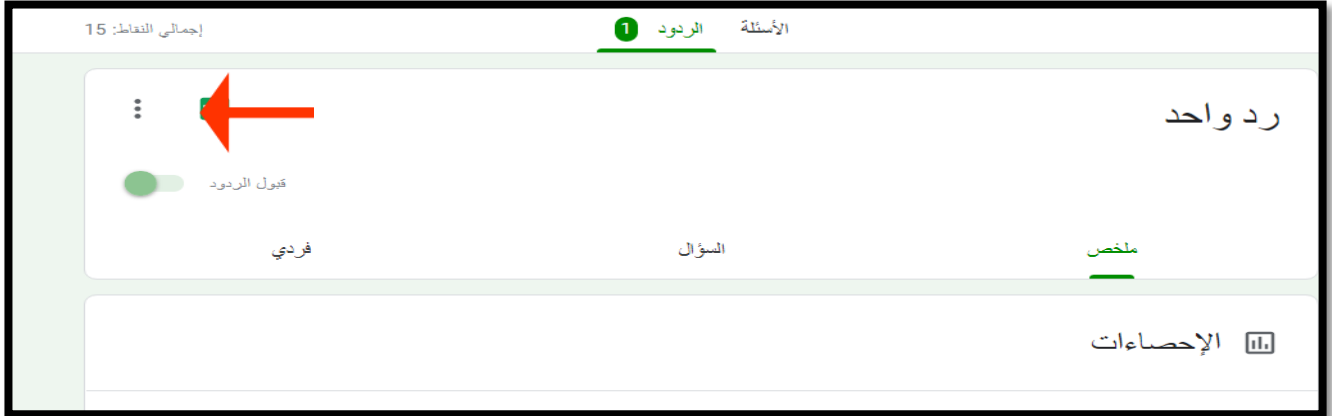 الأسئلة الردود 1 إجمالي النقاط: 15
رد واحد
قبول الردود
ملخص السؤال فردي
الإحصاءات